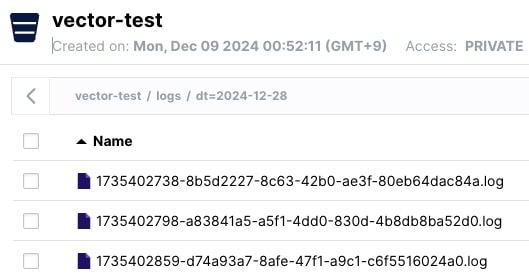 vector-test
Created on: Mon, Dec 09 2024 00:52:11 (GMT+9) Access: PRIVATE
vector-test / logs / dt=2024-12-28
Name
1735402738-8b5d2227-8c63-42b0-ae3f-80eb64dac84a.log
1735402798-a83841a5-a5f1-4dd0-830d-4b8db8ba52d0.log
1735402859-d74a93a7-8afe-47f1-a9c1-c6f5516024a0.log